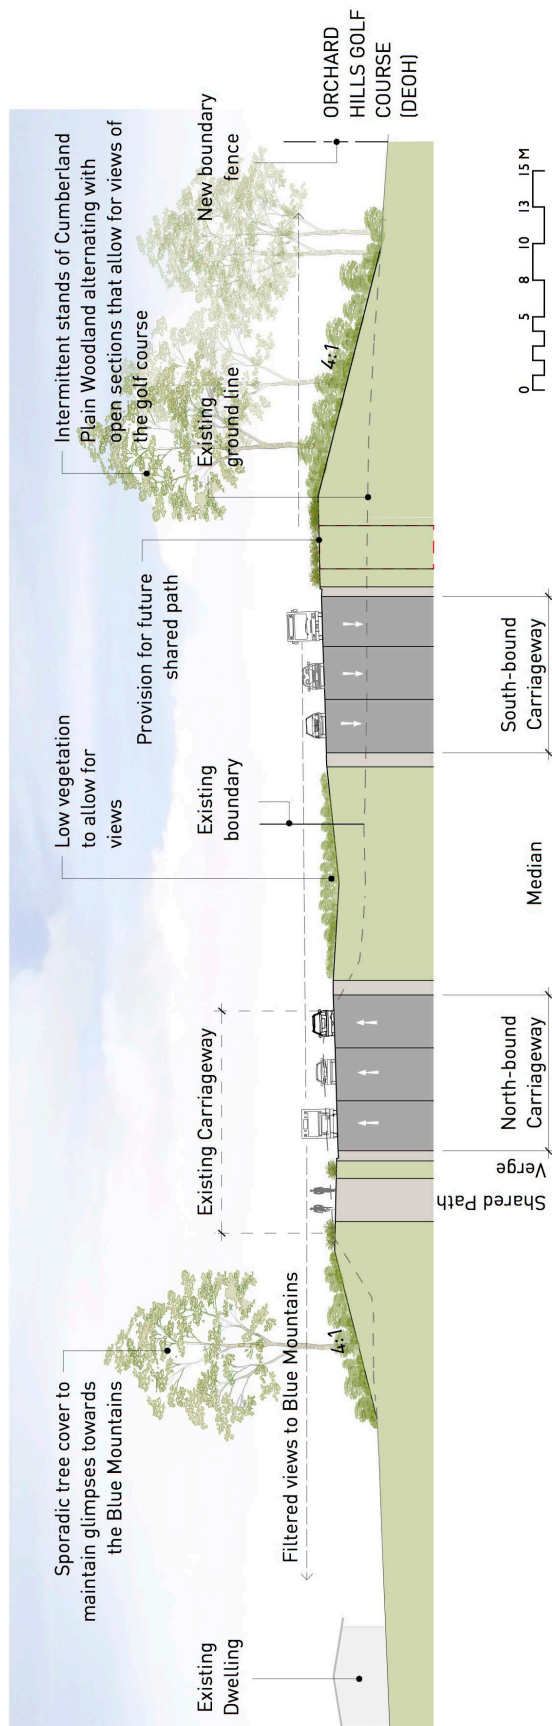 Existing
Dwelling
Sporadic tree cover to
maintain glimpses towards
the Blue Mountains
Filtered views to Blue Mountains
4:1
Existing Carriageway
Shared Path
Verge
North-bound
Carriageway
Low vegetation
to allow for
views
Existing
boundary
Median
Provision for future
shared path
South-bound
Carriageway
Intermittent stands of Cumberland
Plain Woodland alternating with
open sections that allow for views of
the golf course
Existing
ground line
4:1
New boundary
fence
ORCHARD
HILLS GOLF
COURSE
(DEOH)
0 5 8 10 13 15 M